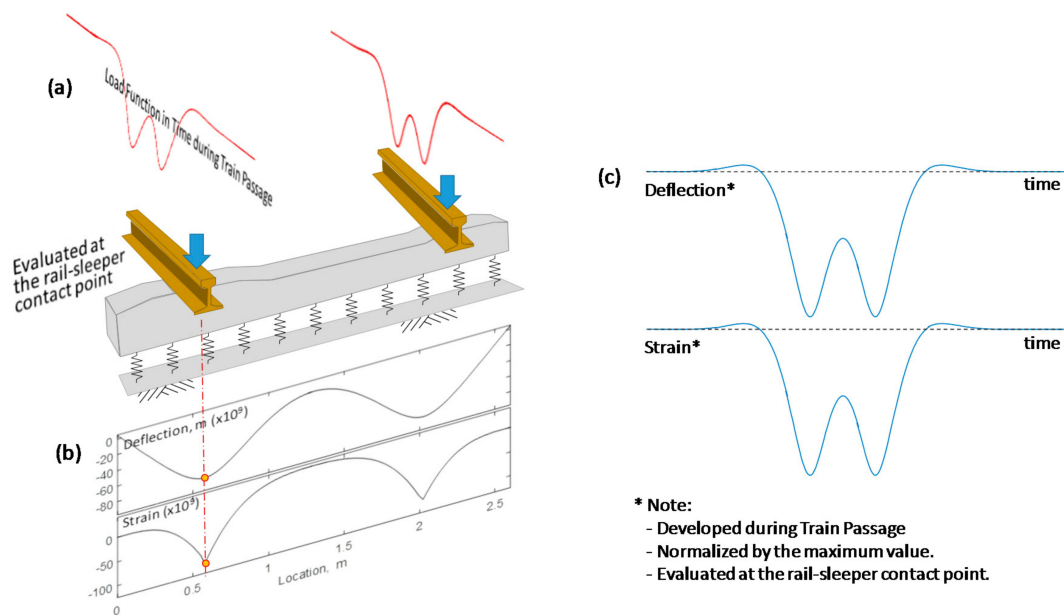 (a)
Load Function in Time during Train Passage
Evaluated at
the rail-sleeper
contact point
(b)
Deflection, m (x10⁹)
0
-20
-40
-60
-80
Strain (x10⁹)
0
-50
-100
0
0.5
1
1.5
2
2.5
Location, m
(c)
Deflection*
time
Strain*
time
* Note:
- Developed during Train Passage
- Normalized by the maximum value.
- Evaluated at the rail-sleeper contact point.